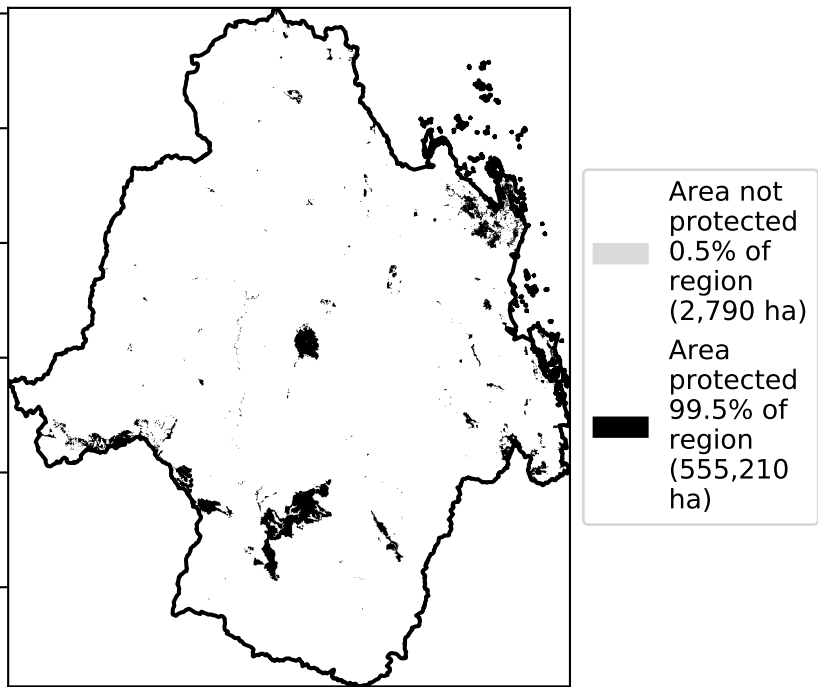 Area not
protected
0.5% of
region
(2,790 ha)
Area
protected
99.5% of
region
(555,210
ha)